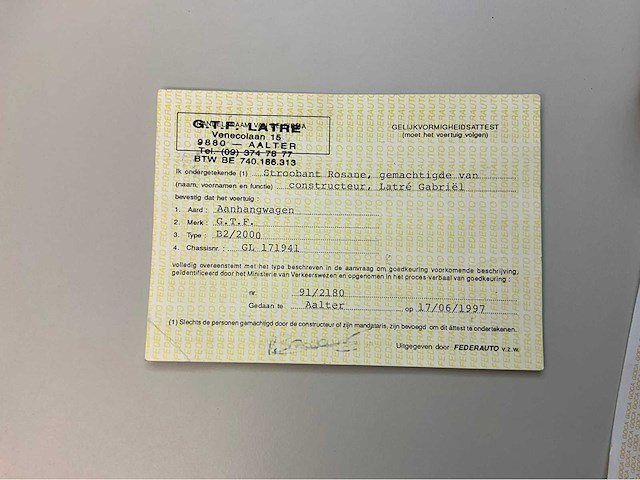 G.T.F. LATRE
Venecolaan 15
9880 — AALTER
Tel. (09) 374 76 77
BTW BE 740.186.313
GELIJKVORMIGHEIDSATTEST
(moet het voertuig volgen)
Ik ondergetekende (1) Stroobant Rosane, gemachtigde van
(naam, voornamen en functie) constructeur, Latré Gabriël
bevestig dat het voertuig :
1. Aard : Aanhangwagen
2. Merk : G.T.F.
3. Type : B2/2000
4. Chassisnr. : GL 171941
volledig overeenstemt met het type beschreven in de aanvraag om goedkeuring voorkomende beschrijving,
geïdentificeerd door het Ministerie van Verkeerswezen en opgenomen in het proces-verbaal van goedkeuring :
nr. 91/2180
Gedaan te Aalter op 17/06/1997
(1) Slechts de personen gemachtigd door de constructeur of zijn mandataris, zijn bevoegd om dit attest te ondertekenen.
Uitgegeven door FEDERAUTO v.z.w.